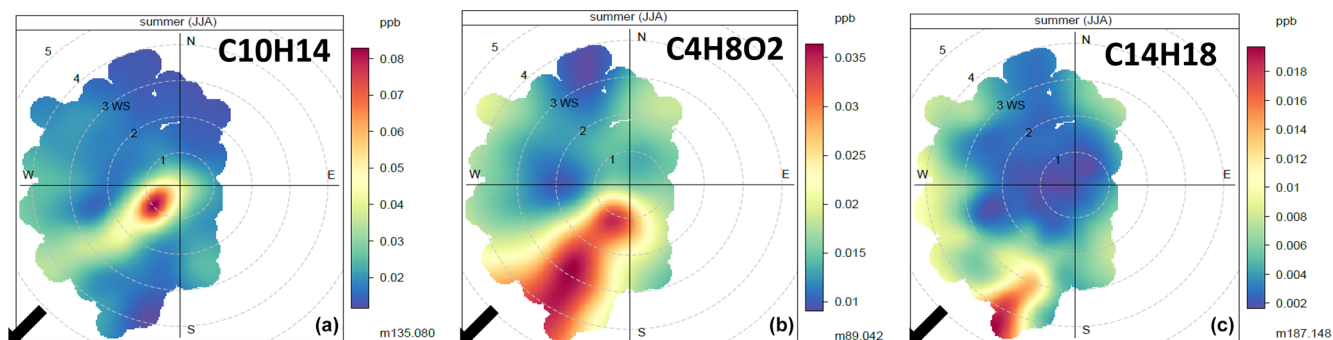 summer (JJA)
C10H14
N
5
4
3 WS
2
1
W
E
S
ppb
0.08
0.07
0.06
0.05
0.04
0.03
0.02
(a)
m135.080
summer (JJA)
C4H8O2
N
5
4
3 WS
2
1
W
E
S
ppb
0.035
0.03
0.025
0.02
0.015
0.01
(b)
m89.042
summer (JJA)
C14H18
N
5
4
3 WS
2
1
W
E
S
ppb
0.018
0.016
0.014
0.012
0.01
0.008
0.006
0.004
0.002
(c)
m187.148